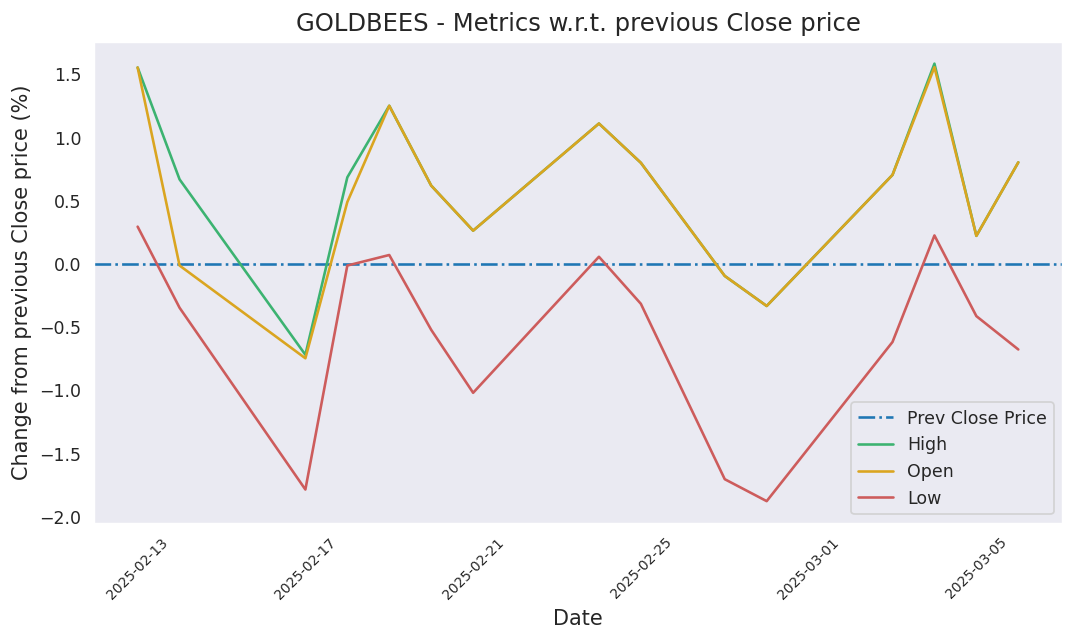 GOLDBEES - Metrics w.r.t. previous Close price
Change from previous Close price (%)
1.5
1.0
0.5
0.0
−0.5
−1.0
−1.5
−2.0
Prev Close Price
High
Open
Low
2025-02-13
2025-02-17
2025-02-21
2025-02-25
2025-03-01
2025-03-05
Date